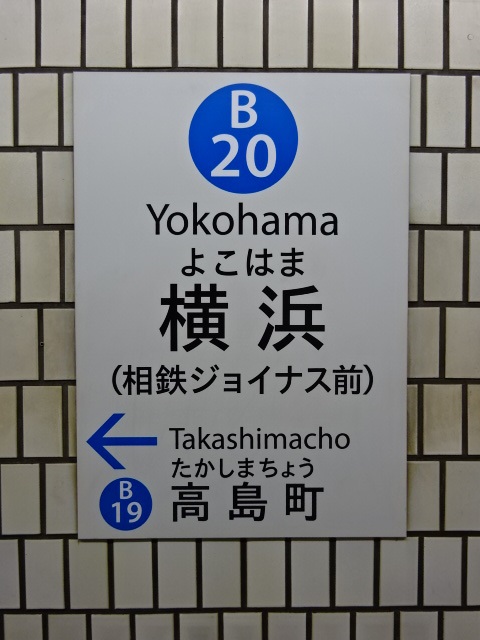 B
20
Yokohama
よこはま
横浜
(相鉄ジョイナス前)
← Takashimacho
たかしまちょう
B
19
高島町